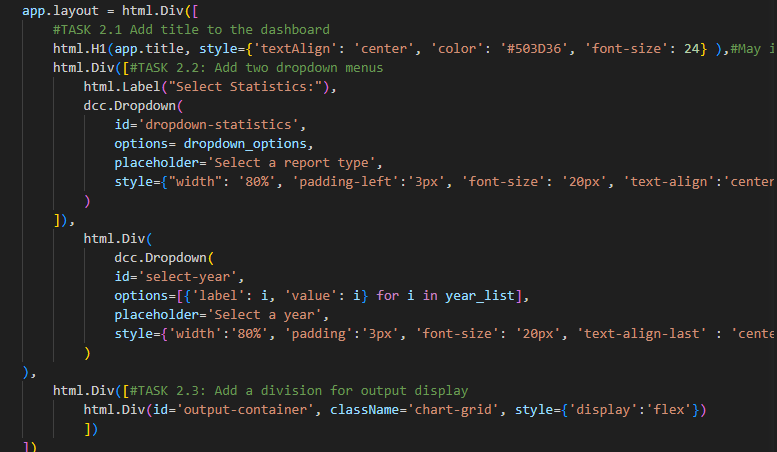 app.layout = html.Div([
#TASK 2.1 Add title to the dashboard
html.H1(app.title, style={'textAlign': 'center', 'color': '#503D36', 'font-size': 24} ),#May i
html.Div([#TASK 2.2: Add two dropdown menus
html.Label("Select Statistics:"),
dcc.Dropdown(
id='dropdown-statistics',
options= dropdown_options,
placeholder='Select a report type',
style={"width": '80%', 'padding-left':'3px', 'font-size': '20px', 'text-align':'center
)
]),
html.Div(
dcc.Dropdown(
id='select-year',
options=[{'label': i, 'value': i} for i in year_list],
placeholder='Select a year',
style={'width':'80%', 'padding':'3px', 'font-size': '20px', 'text-align-last' : 'cente
)
),
html.Div([#TASK 2.3: Add a division for output display
html.Div(id='output-container', className='chart-grid', style={'display':'flex'})
])
])